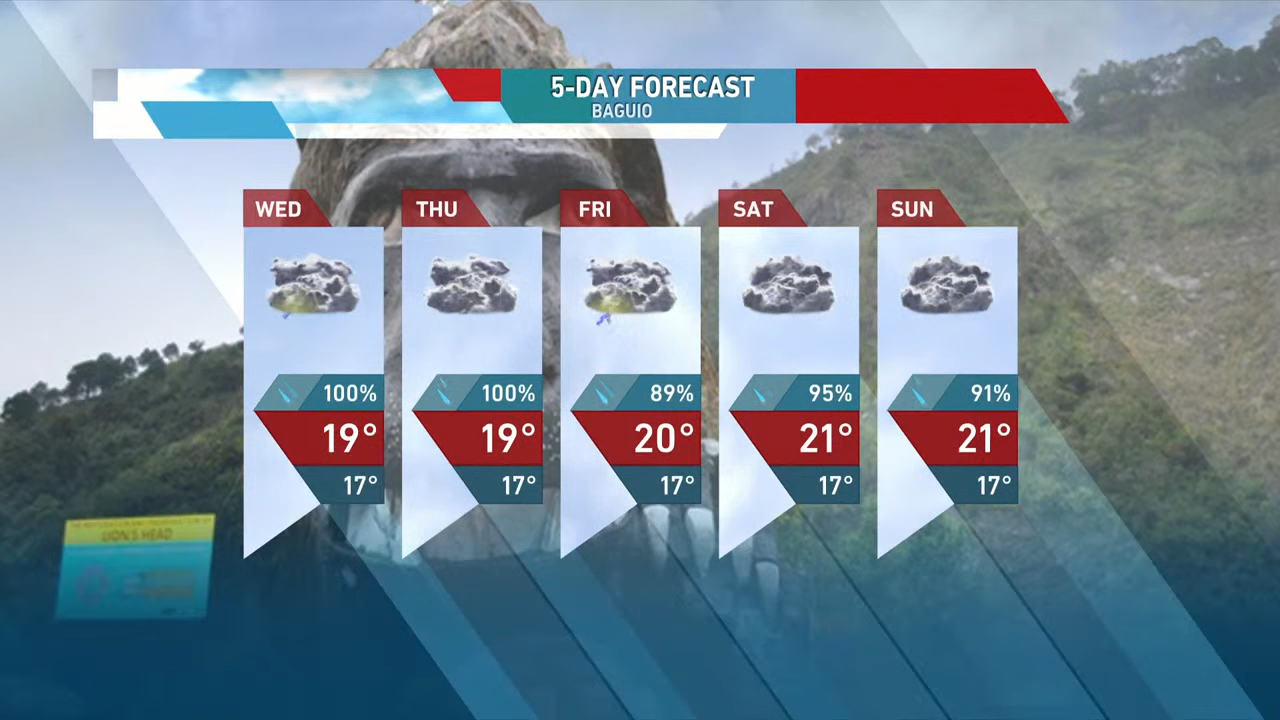 5-DAY FORECAST
BAGUIO
WED
THU
FRI
SAT
SUN
100%
100%
89%
95%
91%
19°
19°
20°
21°
21°
17°
17°
17°
17°
17°
LION'S HEAD